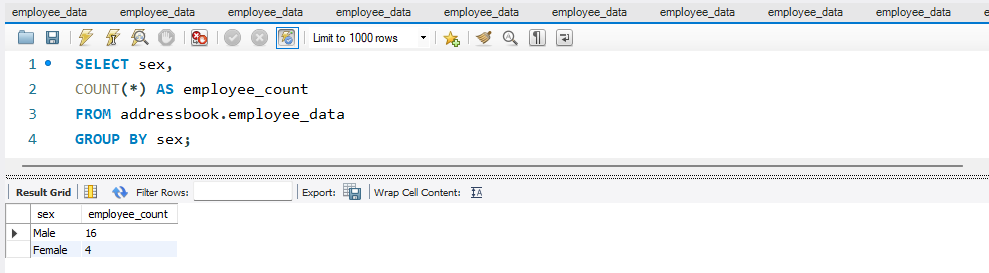 employee_data employee_data employee_data employee_data employee_data employee_data employee_data employee_data employee_data
Limit to 1000 rows
1 SELECT sex,
2 COUNT(*) AS employee_count
3 FROM addressbook.employee_data
4 GROUP BY sex;
Result Grid Filter Rows: Export: Wrap Cell Content:
sex employee_count
Male 16
Female 4